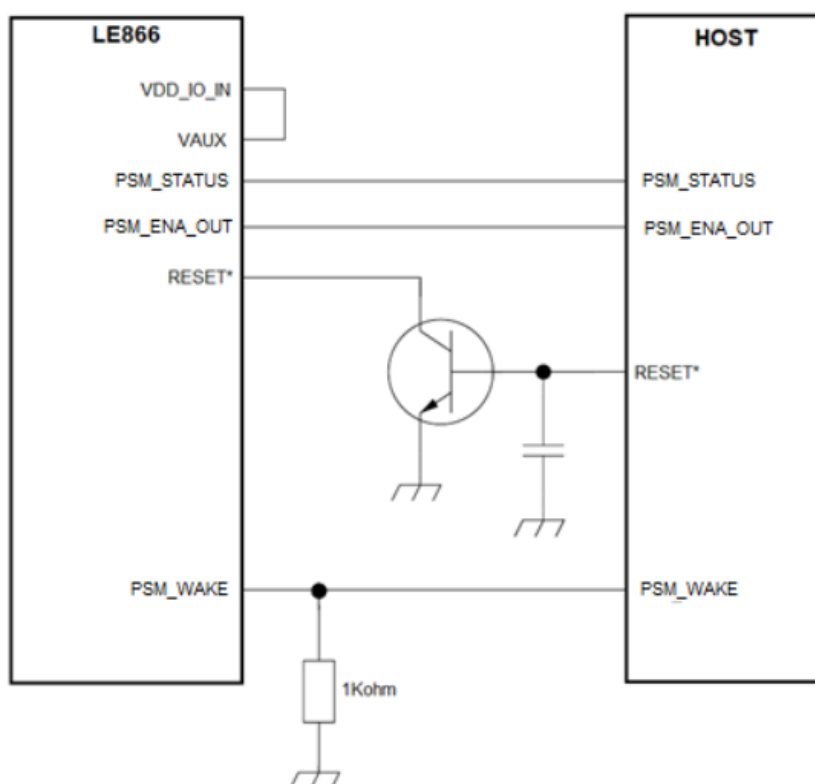 LE866
HOST
VDD_IO_IN
VAUX
PSM_STATUS
PSM_STATUS
PSM_ENA_OUT
PSM_ENA_OUT
RESET*
RESET*
PSM_WAKE
PSM_WAKE
1Kohm